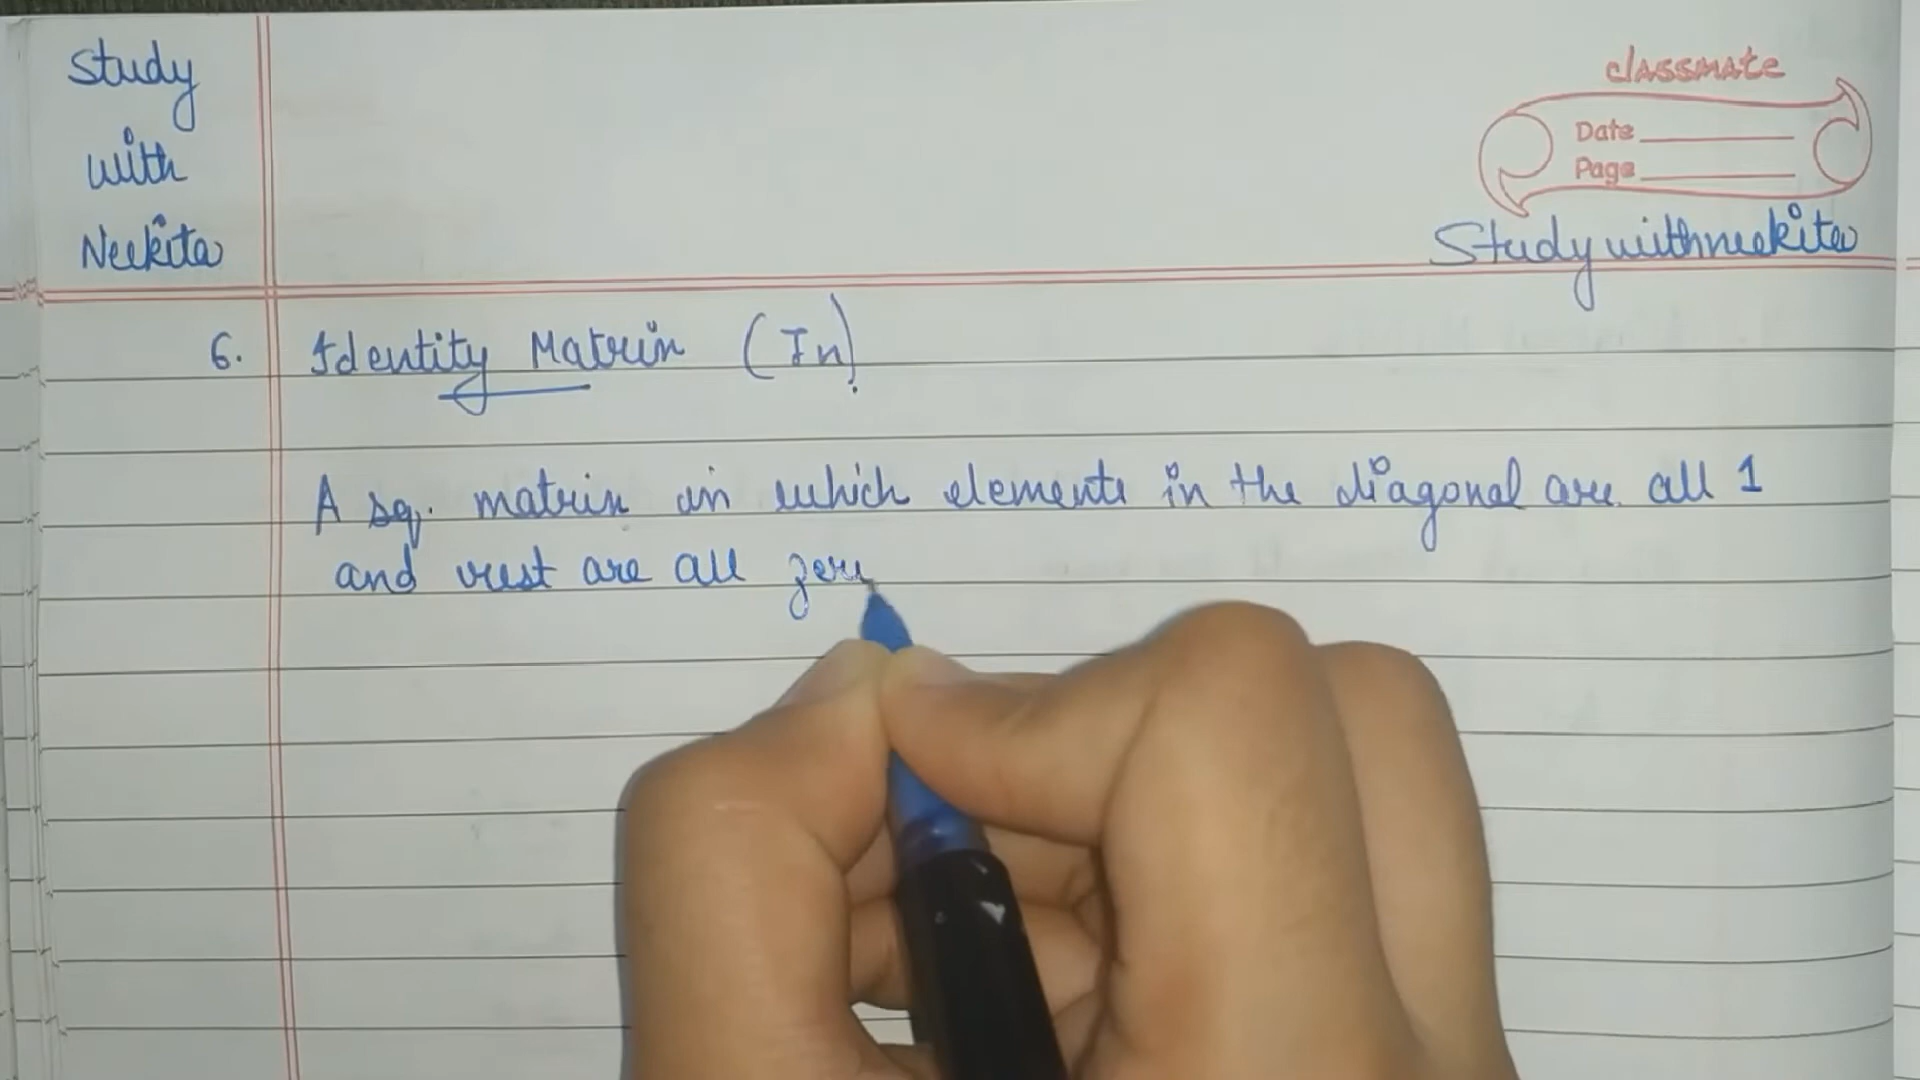 Study
with
Neekita
classmate
Date
Page
Studywithneekita
6. Identity Matrix (In)
A sq. matrix in which elements in the diagonal are all 1
and rest are all zero